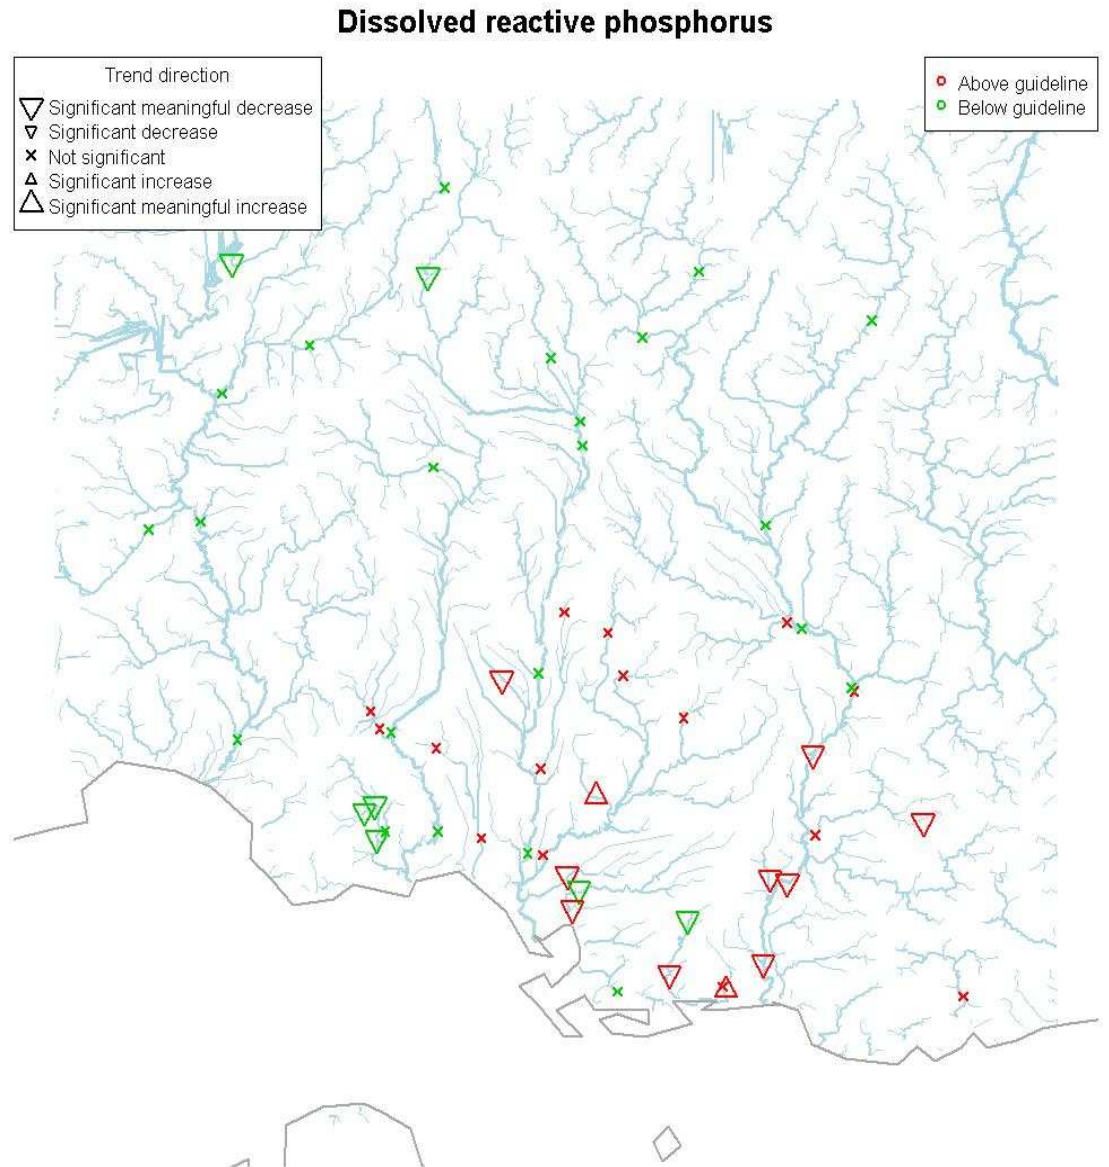 Dissolved reactive phosphorus
Trend direction
Significant meaningful decrease
Significant decrease
Not significant
Significant increase
Significant meaningful increase
Above guideline
Below guideline